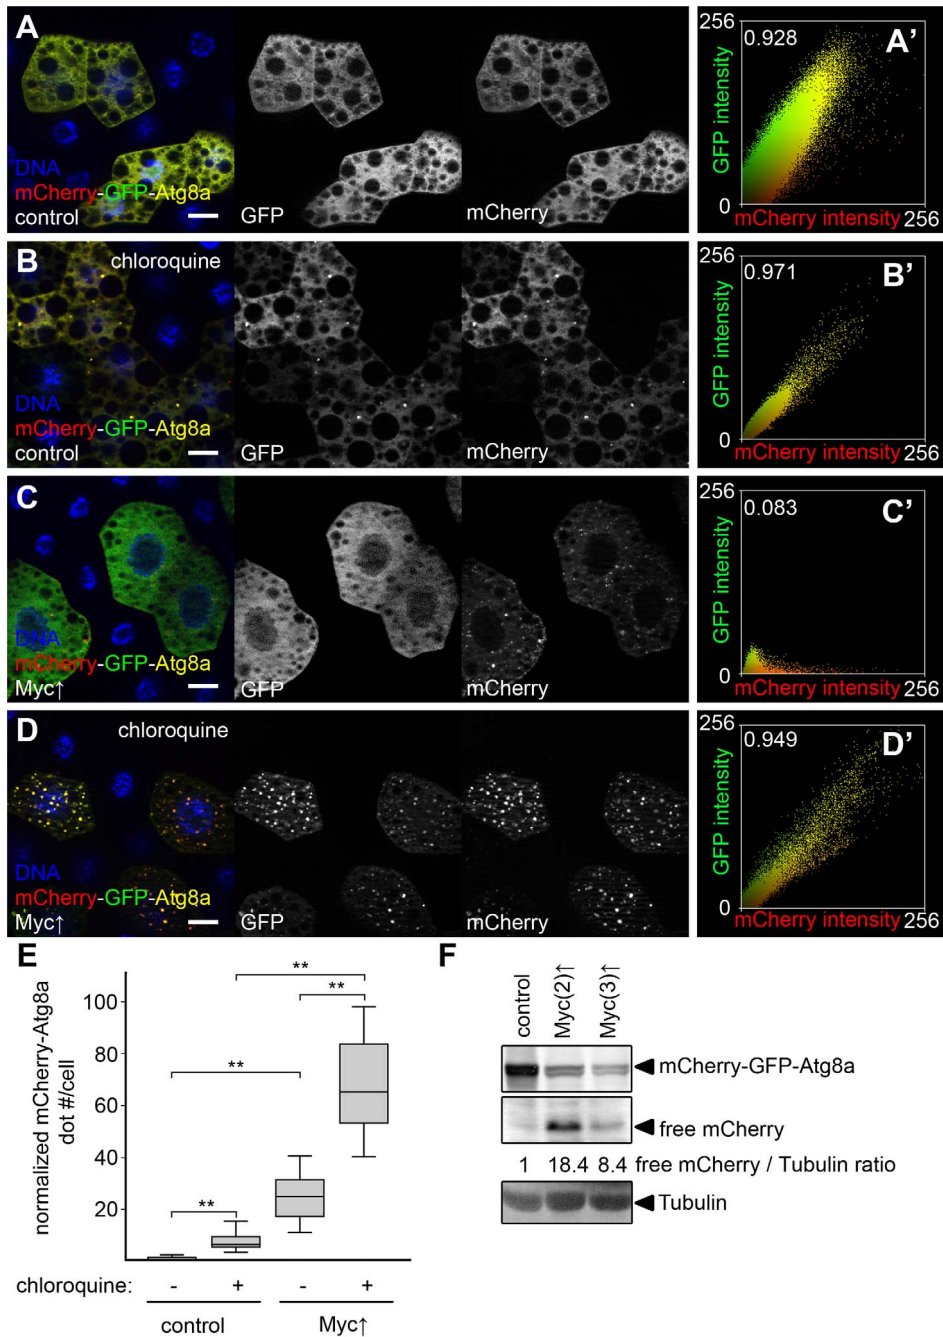 A
DNA
mCherry-GFP-Atg8a
control
GFP
mCherry
A’
256
0.928
GFP intensity
0
mCherry intensity
256
B
chloroquine
DNA
mCherry-GFP-Atg8a
control
GFP
mCherry
B’
256
0.971
GFP intensity
0
mCherry intensity
256
C
DNA
mCherry-GFP-Atg8a
Myc↑
GFP
mCherry
C’
256
0.083
GFP intensity
0
mCherry intensity
256
D
chloroquine
DNA
mCherry-GFP-Atg8a
Myc↑
GFP
mCherry
D’
256
0.949
GFP intensity
0
mCherry intensity
256
E
normalized mCherry-Atg8a
dot #/cell
100
80
60
40
20
**
**
**
**
chloroquine: - + - +
control Myc↑
F
control
Myc(2)↑
Myc(3)↑
mCherry-GFP-Atg8a
free mCherry
1 18.4 8.4 free mCherry / Tubulin ratio
Tubulin